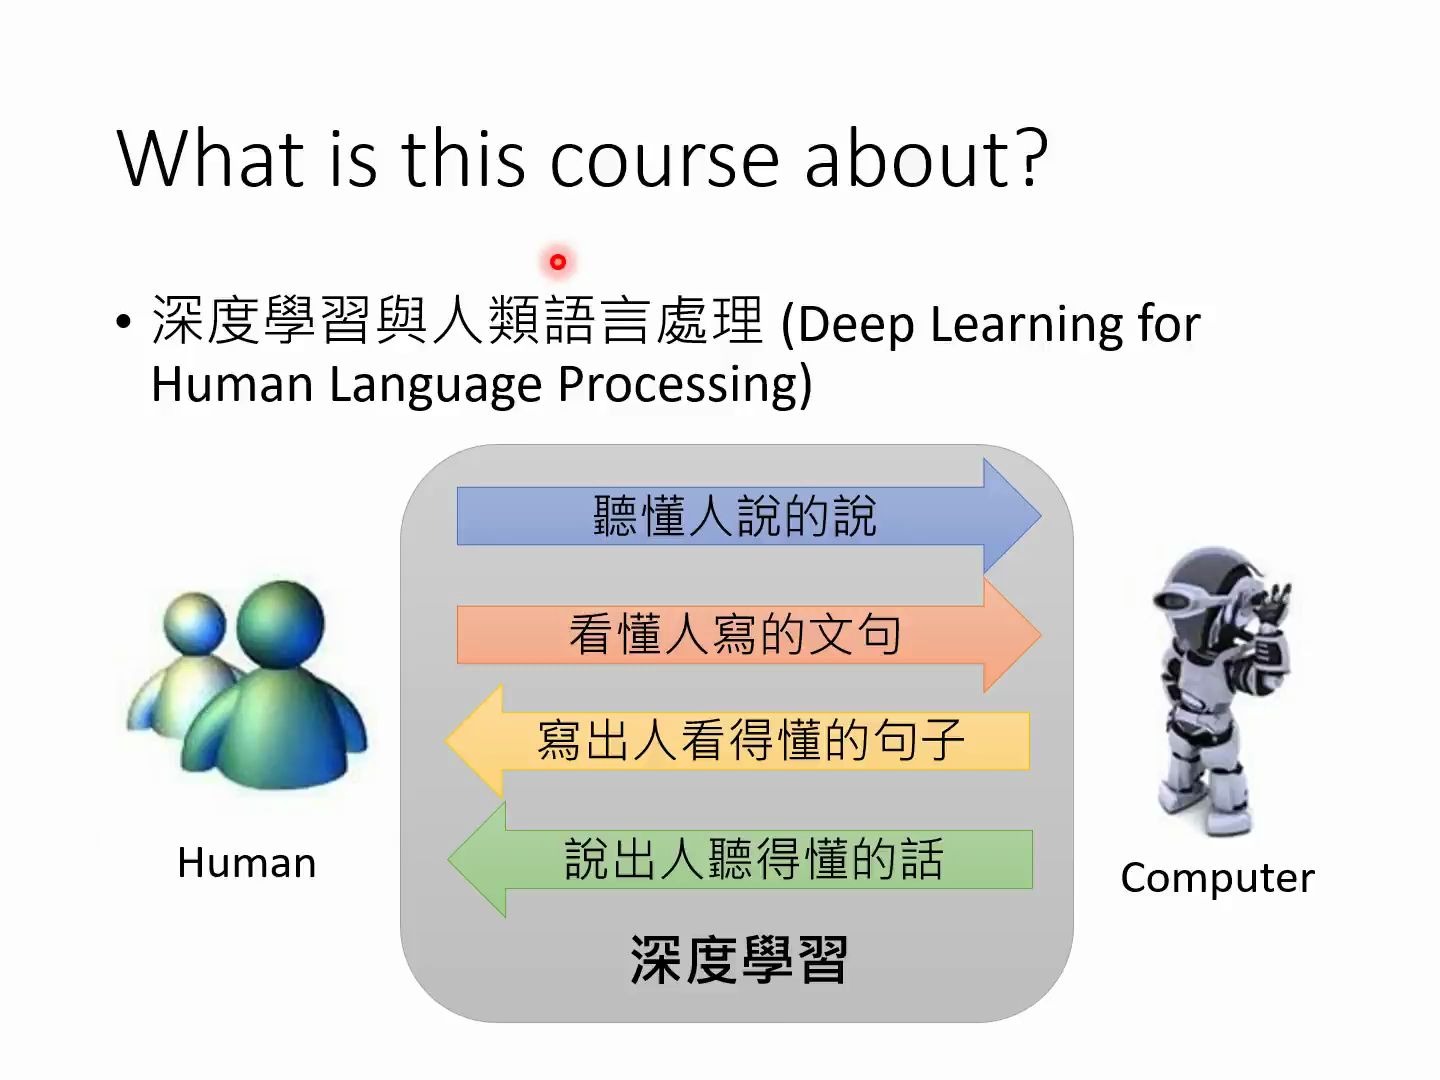 What is this course about?
• 深度學習與人類語言處理 (Deep Learning for
Human Language Processing)
聽懂人說的說
看懂人寫的文句
寫出人看得懂的句子
說出人聽得懂的話
深度學習
Human
Computer